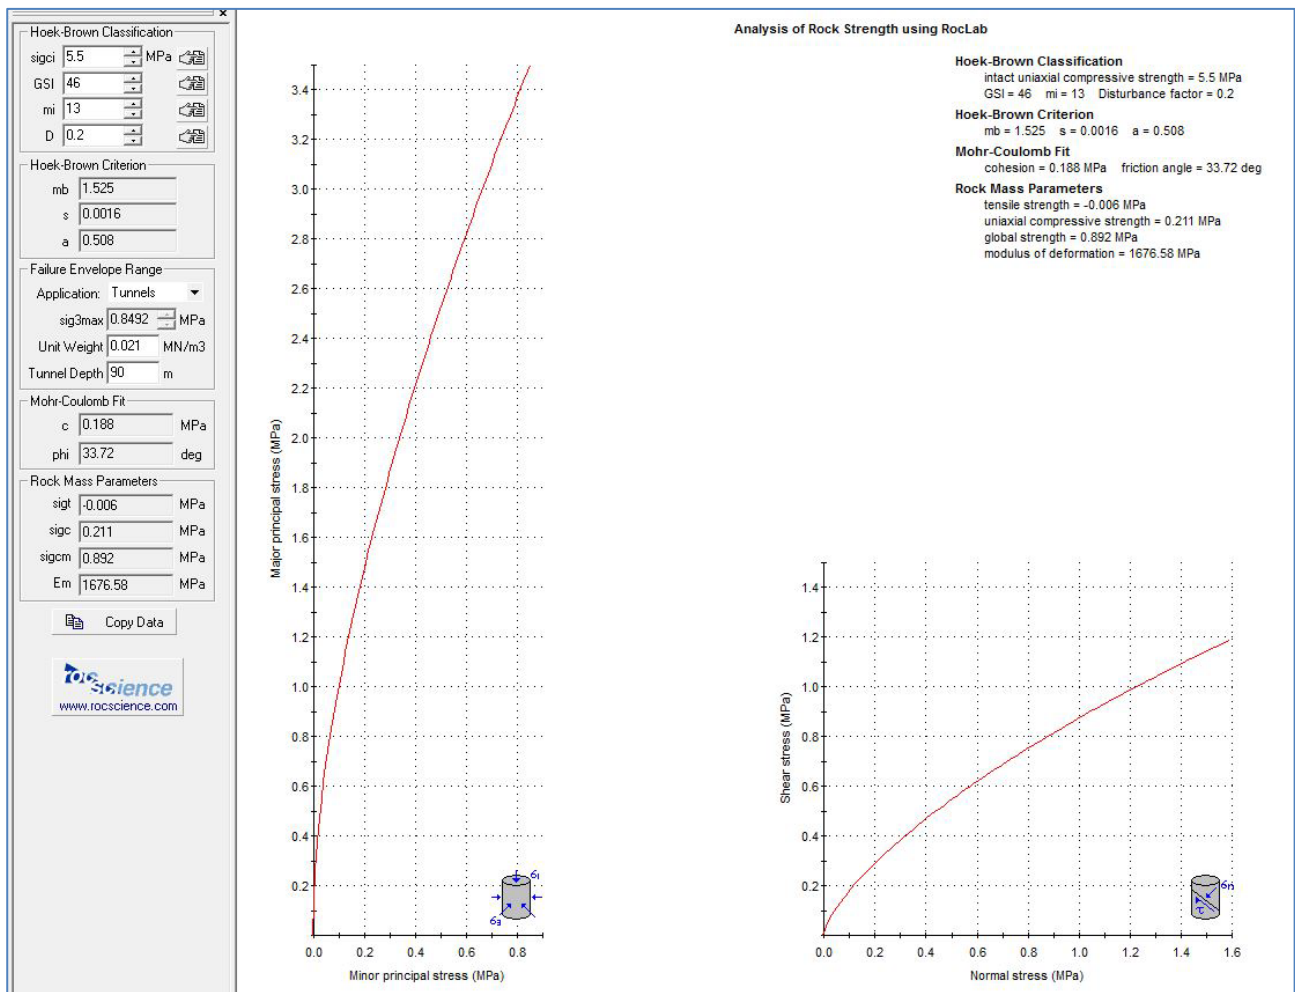 x
Hoek-Brown Classification
sigci 5.5 MPa
GSI 46
mi 13
D 0.2
Hoek-Brown Criterion
mb 1.525
s 0.0016
a 0.508
Failure Envelope Range
Application: Tunnels
sig3max 0.8492 MPa
Unit Weight 0.021 MN/m3
Tunnel Depth 90 m
Mohr-Coulomb Fit
c 0.188 MPa
phi 33.72 deg
Rock Mass Parameters
sigt -0.006 MPa
sigc 0.211 MPa
sigcm 0.892 MPa
Em 1676.58 MPa
Copy Data
rocscience
www.rocscience.com
Analysis of Rock Strength using RocLab
Hoek-Brown Classification
intact uniaxial compressive strength = 5.5 MPa
GSI = 46 mi = 13 Disturbance factor = 0.2
Hoek-Brown Criterion
mb = 1.525 s = 0.0016 a = 0.508
Mohr-Coulomb Fit
cohesion = 0.188 MPa friction angle = 33.72 deg
Rock Mass Parameters
tensile strength = -0.006 MPa
uniaxial compressive strength = 0.211 MPa
global strength = 0.892 MPa
modulus of deformation = 1676.58 MPa
Major principal stress (MPa)
3.4
3.2
3.0
2.8
2.6
2.4
2.2
2.0
1.8
1.6
1.4
1.2
1.0
0.8
0.6
0.4
0.2
0.0 0.2 0.4 0.6 0.8
Minor principal stress (MPa)
σ1
σ3
Shear stress (MPa)
1.4
1.2
1.0
0.8
0.6
0.4
0.2
0.0 0.2 0.4 0.6 0.8 1.0 1.2 1.4 1.6
Normal stress (MPa)
σn
τ